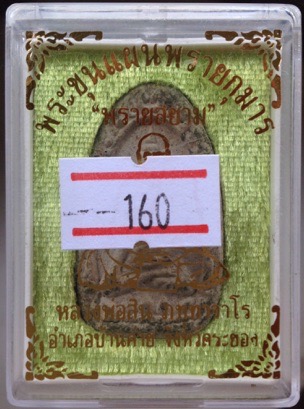 พระขุนแผนพรายกุมาร
"พรายสยาม"
160
อำเภอบ้านค่าย จังหวัดระยอง